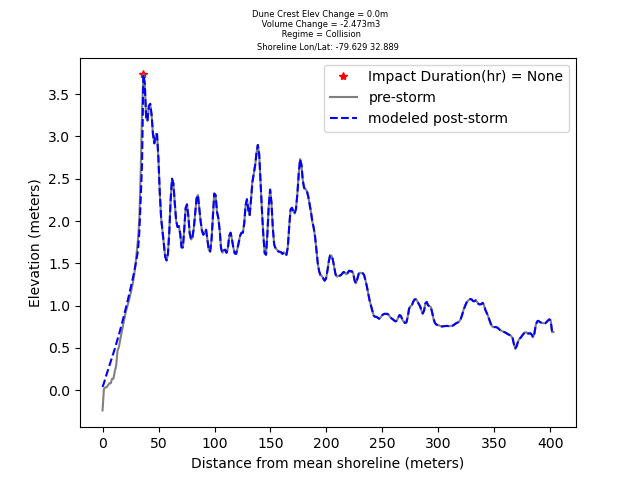 Dune Crest Elev Change = 0.0m
Volume Change = -2.473m3
Regime = Collision
Shoreline Lon/Lat: -79.629 32.889
Impact Duration(hr) = None
pre-storm
modeled post-storm
Elevation (meters)
3.5
3.0
2.5
2.0
1.5
1.0
0.5
0.0
0 50 100 150 200 250 300 350 400
Distance from mean shoreline (meters)